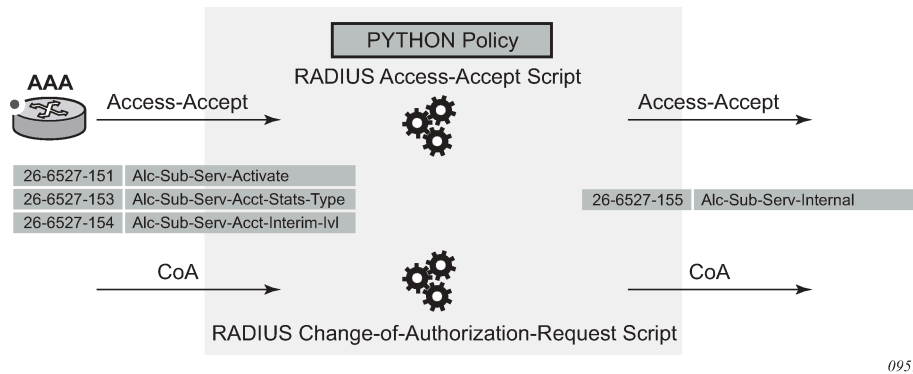 PYTHON Policy
RADIUS Access-Accept Script
AAA
Access-Accept
Access-Accept
26-6527-151 Alc-Sub-Serv-Activate
26-6527-153 Alc-Sub-Serv-Acct-Stats-Type
26-6527-155 Alc-Sub-Serv-Internal
26-6527-154 Alc-Sub-Serv-Acct-Interim-Ivl
CoA
CoA
RADIUS Change-of-Authorization-Request Script
095